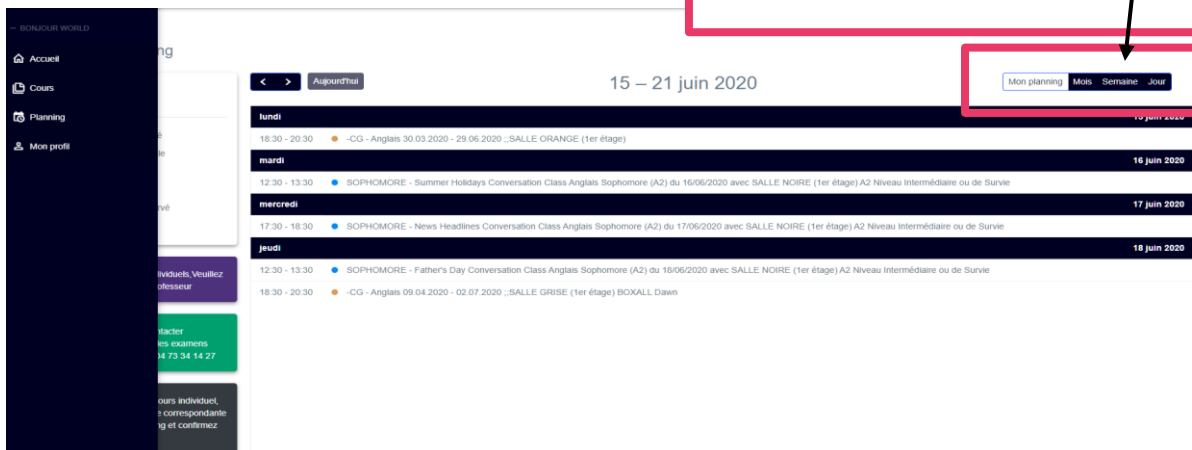 — BONJOUR WORLD
Accueil
Cours
Planning
Mon profil
ng
é
le
rvé
dividuels,Veuillez
ofesseur
ntacter
les examens
04 73 34 14 27
ours individuel,
e correspondante
ng et confirmez
< > Aujourd'hui
15 – 21 juin 2020
Mon planning Mois Semaine Jour
lundi 15 juin 2020
18:30 - 20:30 -CG - Anglais 30.03.2020 - 29.06.2020 ;;SALLE ORANGE (1er étage)
mardi 16 juin 2020
12:30 - 13:30 SOPHOMORE - Summer Holidays Conversation Class Anglais Sophomore (A2) du 16/06/2020 avec SALLE NOIRE (1er étage) A2 Niveau Intermédiaire ou de Survie
mercredi 17 juin 2020
17:30 - 18:30 SOPHOMORE - News Headlines Conversation Class Anglais Sophomore (A2) du 17/06/2020 avec SALLE NOIRE (1er étage) A2 Niveau Intermédiaire ou de Survie
jeudi 18 juin 2020
12:30 - 13:30 SOPHOMORE - Father's Day Conversation Class Anglais Sophomore (A2) du 18/06/2020 avec SALLE NOIRE (1er étage) A2 Niveau Intermédiaire ou de Survie
18:30 - 20:30 -CG - Anglais 09.04.2020 - 02.07.2020 ;;SALLE GRISE (1er étage) BOXALL Dawn